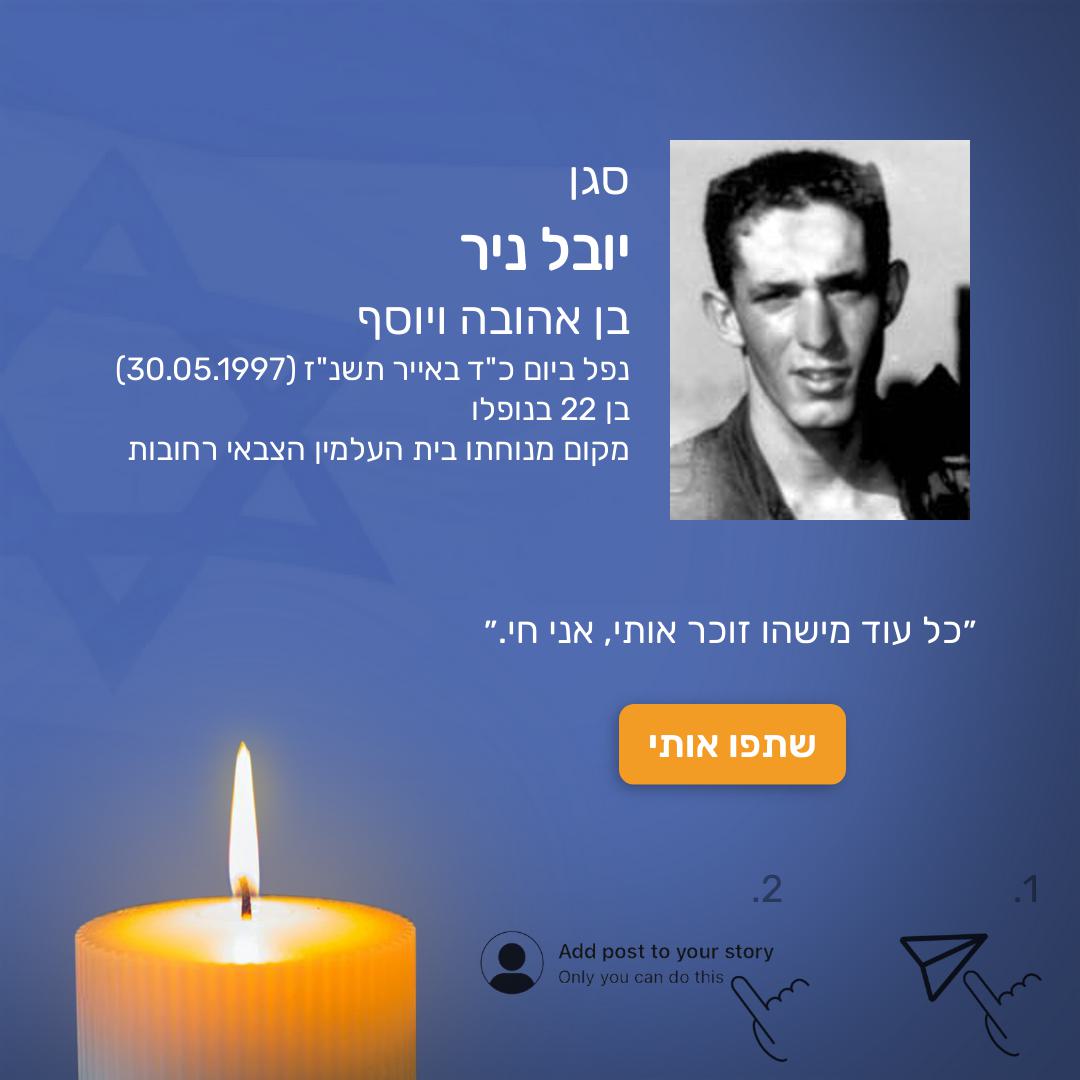 סגן
יובל ניר
בן אהובה ויוסף
נפל ביום כ"ד באייר תשנ"ז (30.05.1997)
בן 22 בנופלו
מקום מנוחתו בית העלמין הצבאי רחובות
״כל עוד מישהו זוכר אותי, אני חי.״
שתפו אותי
.1
.2
Add post to your story
Only you can do this